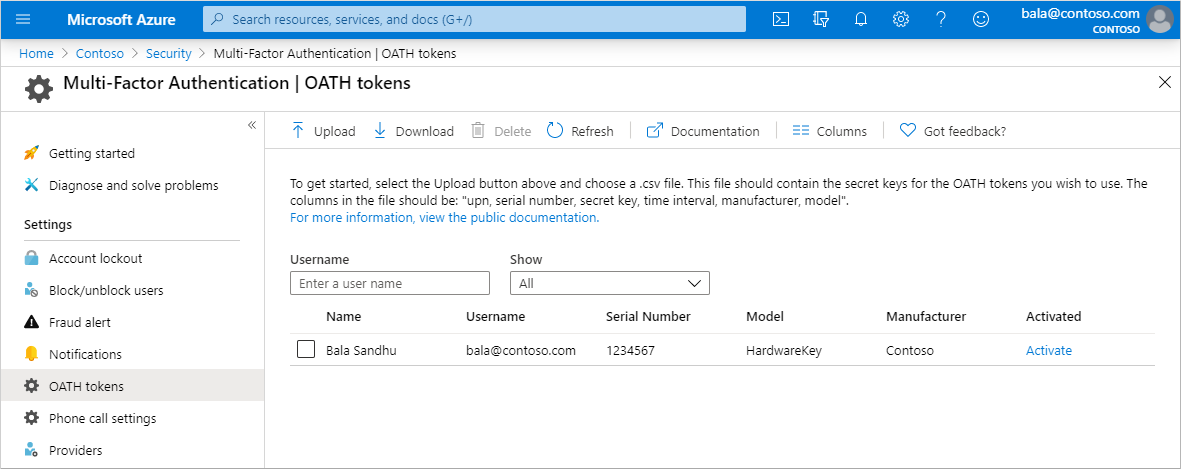 Microsoft Azure
Search resources, services, and docs (G+/)
bala@contoso.com
CONTOSO
Home > Contoso > Security > Multi-Factor Authentication | OATH tokens
Multi-Factor Authentication | OATH tokens
Upload Download Delete Refresh Documentation Columns Got feedback?
Getting started
Diagnose and solve problems
Settings
Account lockout
Block/unblock users
Fraud alert
Notifications
OATH tokens
Phone call settings
Providers
To get started, select the Upload button above and choose a .csv file. This file should contain the secret keys for the OATH tokens you wish to use. The
columns in the file should be: "upn, serial number, secret key, time interval, manufacturer, model".
For more information, view the public documentation.
Username Show
Enter a user name All
Name Username Serial Number Model Manufacturer Activated
Bala Sandhu bala@contoso.com 1234567 HardwareKey Contoso Activate